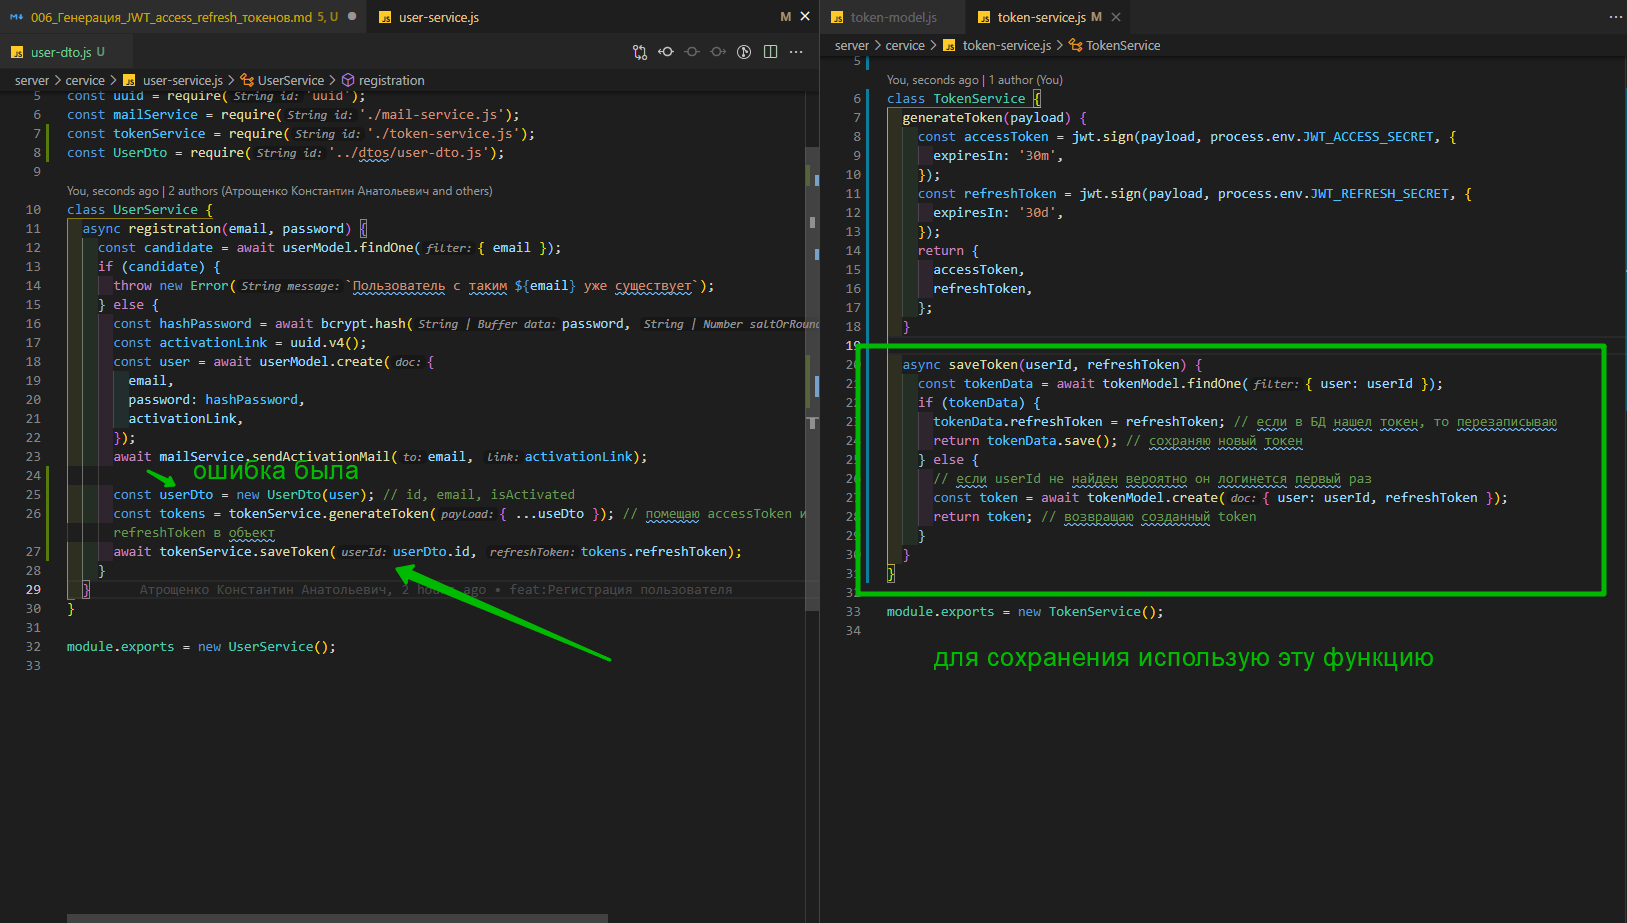 006_Генерация_JWT_access_refresh_токенов.md 5, U
user-service.js M
user-dto.js U
server > cervice > user-service.js > UserService > registration
5 const uuid = require(String id: 'uuid');
6 const mailService = require(String id: './mail-service.js');
7 const tokenService = require(String id: './token-service.js');
8 const UserDto = require(String id: '../dtos/user-dto.js');
9
You, seconds ago | 2 authors (Атрощенко Константин Анатольевич and others)
10 class UserService {
11 async registration(email, password) {
12 const candidate = await userModel.findOne(filter: { email });
13 if (candidate) {
14 throw new Error(String message: `Пользователь с таким ${email} уже существует`);
15 } else {
16 const hashPassword = await bcrypt.hash(String | Buffer data: password, String | Number saltOrRoun
17 const activationLink = uuid.v4();
18 const user = await userModel.create(doc: {
19 email,
20 password: hashPassword,
21 activationLink,
22 });
23 await mailService.sendActivationMail(to: email, link: activationLink);
24
ошибка была
25 const userDto = new UserDto(user); // id, email, isActivated
26 const tokens = tokenService.generateToken(payload: { ...useDto }); // помещаю accessToken и
refreshToken в объект
27 await tokenService.saveToken(userId: userDto.id, refreshToken: tokens.refreshToken);
28 }
29 } Атрощенко Константин Анатольевич, 2 hours ago • feat:Регистрация пользователя
30 }
31
32 module.exports = new UserService();
33
token-model.js
token-service.js M
server > cervice > token-service.js > TokenService
5
You, seconds ago | 1 author (You)
6 class TokenService {
7 generateToken(payload) {
8 const accessToken = jwt.sign(payload, process.env.JWT_ACCESS_SECRET, {
9 expiresIn: '30m',
10 });
11 const refreshToken = jwt.sign(payload, process.env.JWT_REFRESH_SECRET, {
12 expiresIn: '30d',
13 });
14 return {
15 accessToken,
16 refreshToken,
17 };
18 }
19
20 async saveToken(userId, refreshToken) {
21 const tokenData = await tokenModel.findOne(filter: { user: userId });
22 if (tokenData) {
23 tokenData.refreshToken = refreshToken; // если в БД нашел токен, то перезаписываю
24 return tokenData.save(); // сохраняю новый токен
25 } else {
26 // если userId не найден вероятно он логинется первый раз
27 const token = await tokenModel.create(doc: { user: userId, refreshToken });
28 return token; // возвращаю созданный token
29 }
30 }
31 }
32
33 module.exports = new TokenService();
34
для сохранения использую эту функцию